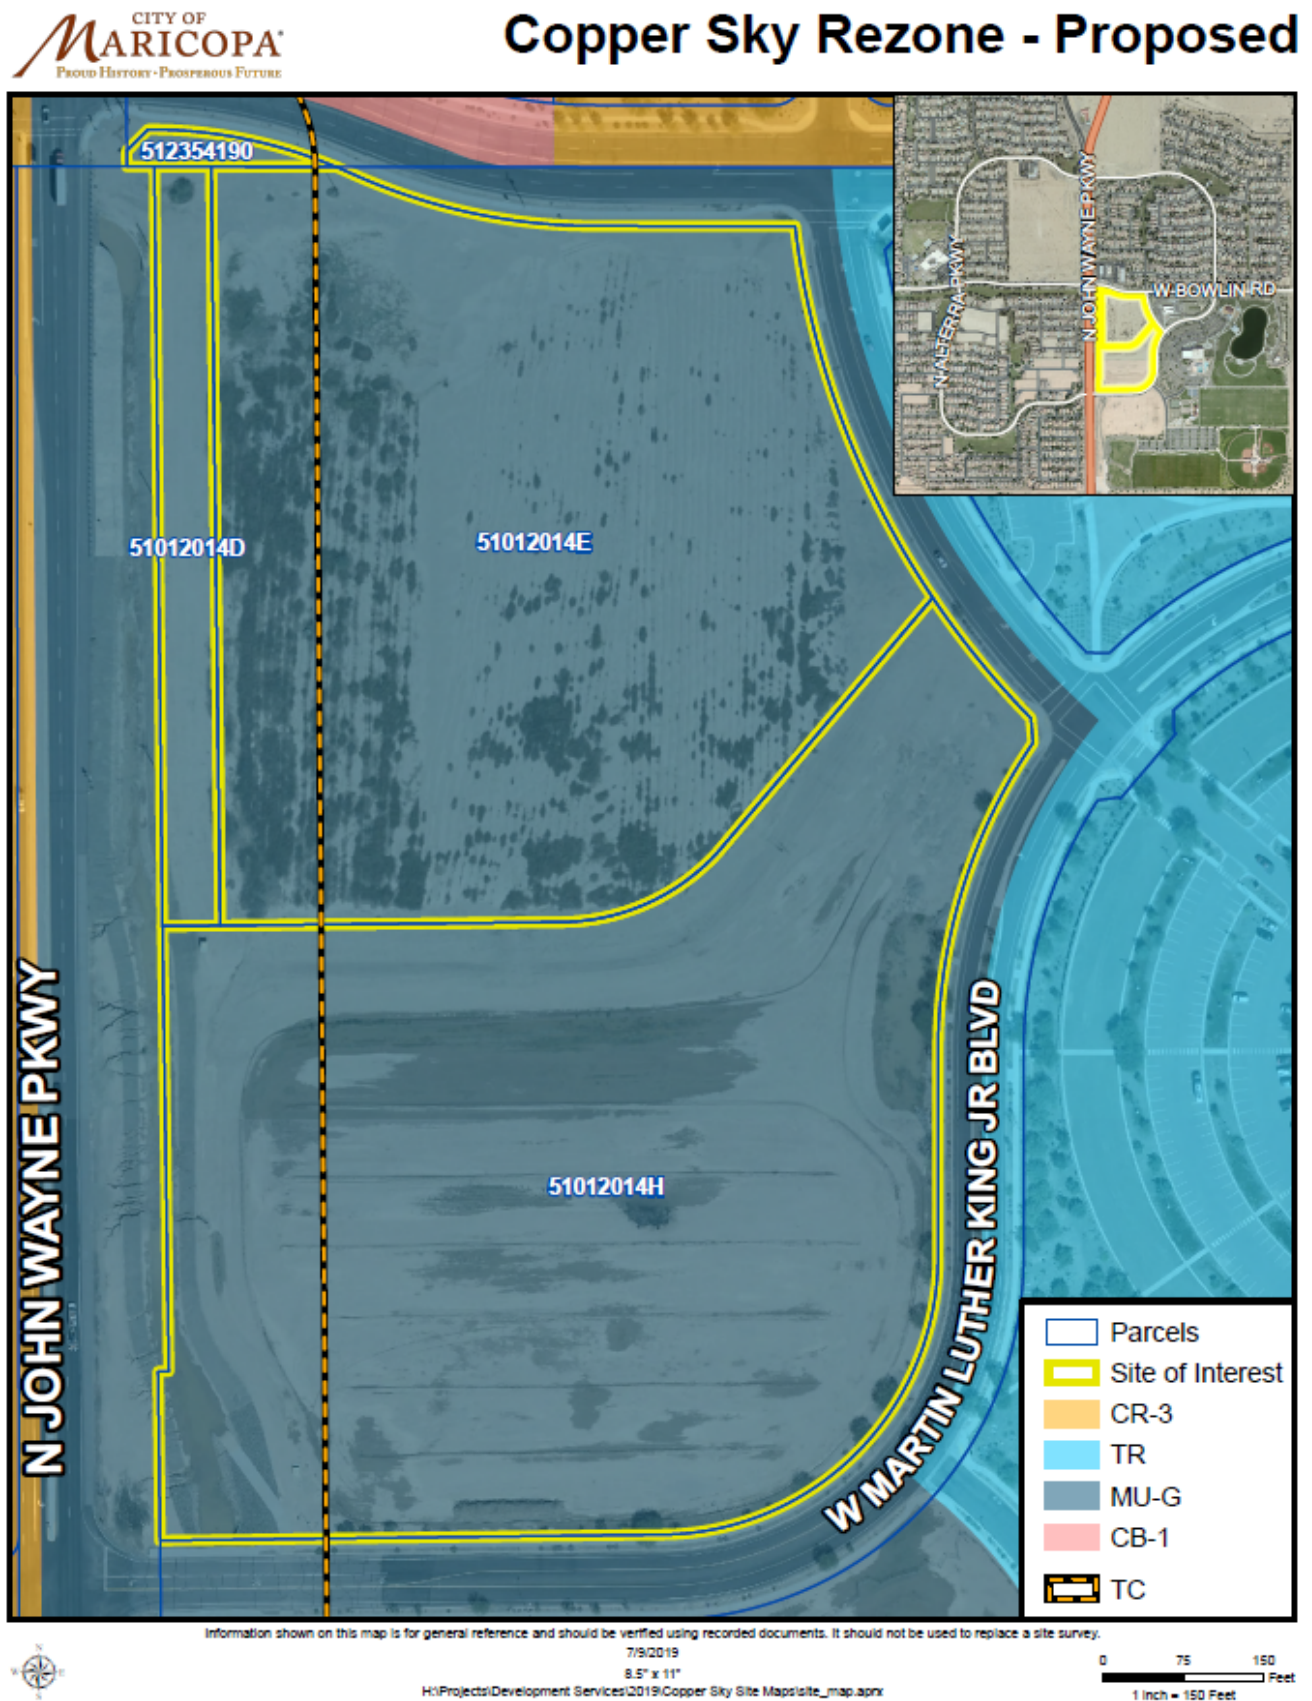 CITY OF
MARICOPA
PROUD HISTORY • PROSPEROUS FUTURE
Copper Sky Rezone - Proposed
512354190
51012014D
51012014E
51012014H
N JOHN WAYNE PKWY
W MARTIN LUTHER KING JR BLVD
N JOHN WAYNE PKWY
W BOWLIN RD
N ALTERRA PKWY
Parcels
Site of Interest
CR-3
TR
MU-G
CB-1
TC
Information shown on this map is for general reference and should be verified using recorded documents. It should not be used to replace a site survey.
7/9/2019
8.5" x 11"
H:\Projects\Development Services\2019\Copper Sky Site Maps\site_map.aprx
N
W
E
S
0 75 150
Feet
1 inch = 150 Feet